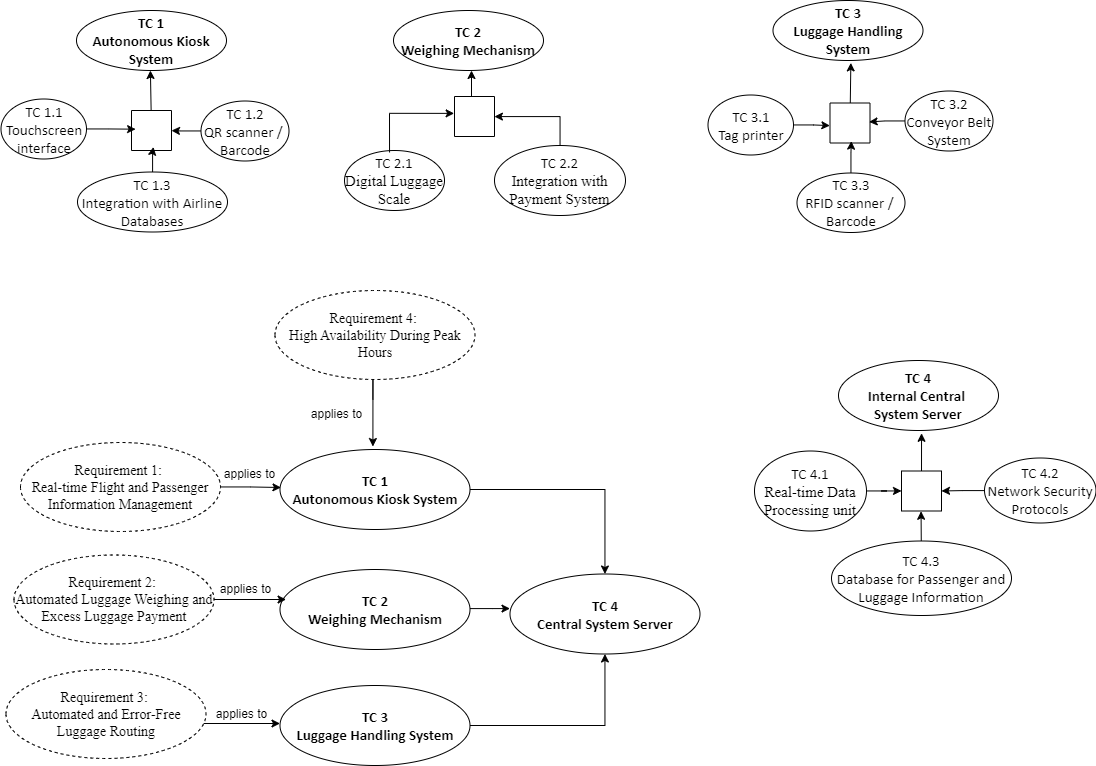 TC 1
Autonomous Kiosk
System
TC 1.1
Touchscreen
interface
TC 1.2
QR scanner /
Barcode
TC 1.3
Integration with Airline
Databases
TC 2
Weighing Mechanism
TC 2.1
Digital Luggage
Scale
TC 2.2
Integration with
Payment System
TC 3
Luggage Handling
System
TC 3.1
Tag printer
TC 3.2
Conveyor Belt
System
TC 3.3
RFID scanner /
Barcode
Requirement 4:
High Availability During Peak
Hours
applies to
Requirement 1:
Real-time Flight and Passenger
Information Management
applies to
TC 1
Autonomous Kiosk System
Requirement 2:
Automated Luggage Weighing and
Excess Luggage Payment
applies to
TC 2
Weighing Mechanism
TC 4
Central System Server
Requirement 3:
Automated and Error-Free
Luggage Routing
applies to
TC 3
Luggage Handling System
TC 4
Internal Central
System Server
TC 4.1
Real-time Data
Processing unit
TC 4.2
Network Security
Protocols
TC 4.3
Database for Passenger and
Luggage Information